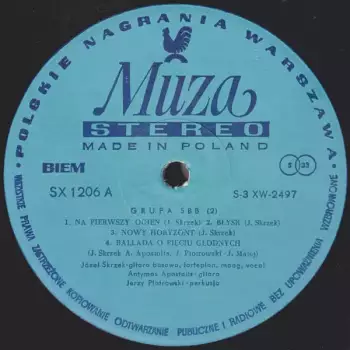 POLSKIE NAGRANIA WARSZAWA
Muza
STEREO
MADE IN POLAND
BIEM
S 33
SX 1206 A
S-3 XW-2497
GRUPA SBB (2)
1. NA PIERWSZY OGIEŃ (J. Skrzek) 2. BŁYSK (J. Skrzek)
3. NOWY HORYZONT (J. Skrzek)
4. BALLADA O PIĘCIU GŁODNYCH
(J. Skrzek A. Apostolis, J. Piotrowski J. Matej)
Józef Skrzek-gitara basowa, fortepian, moog, vocal
Antymos Apostolis-gitara
Jerzy Piotrowski-perkusja
WSZYSTKIE PRAWA ZASTRZEŻONE KOPIOWANIE ODTWARZANIE PUBLICZNE I RADIOWE BEZ UPOWAŻNIENIA WZBRONIONE